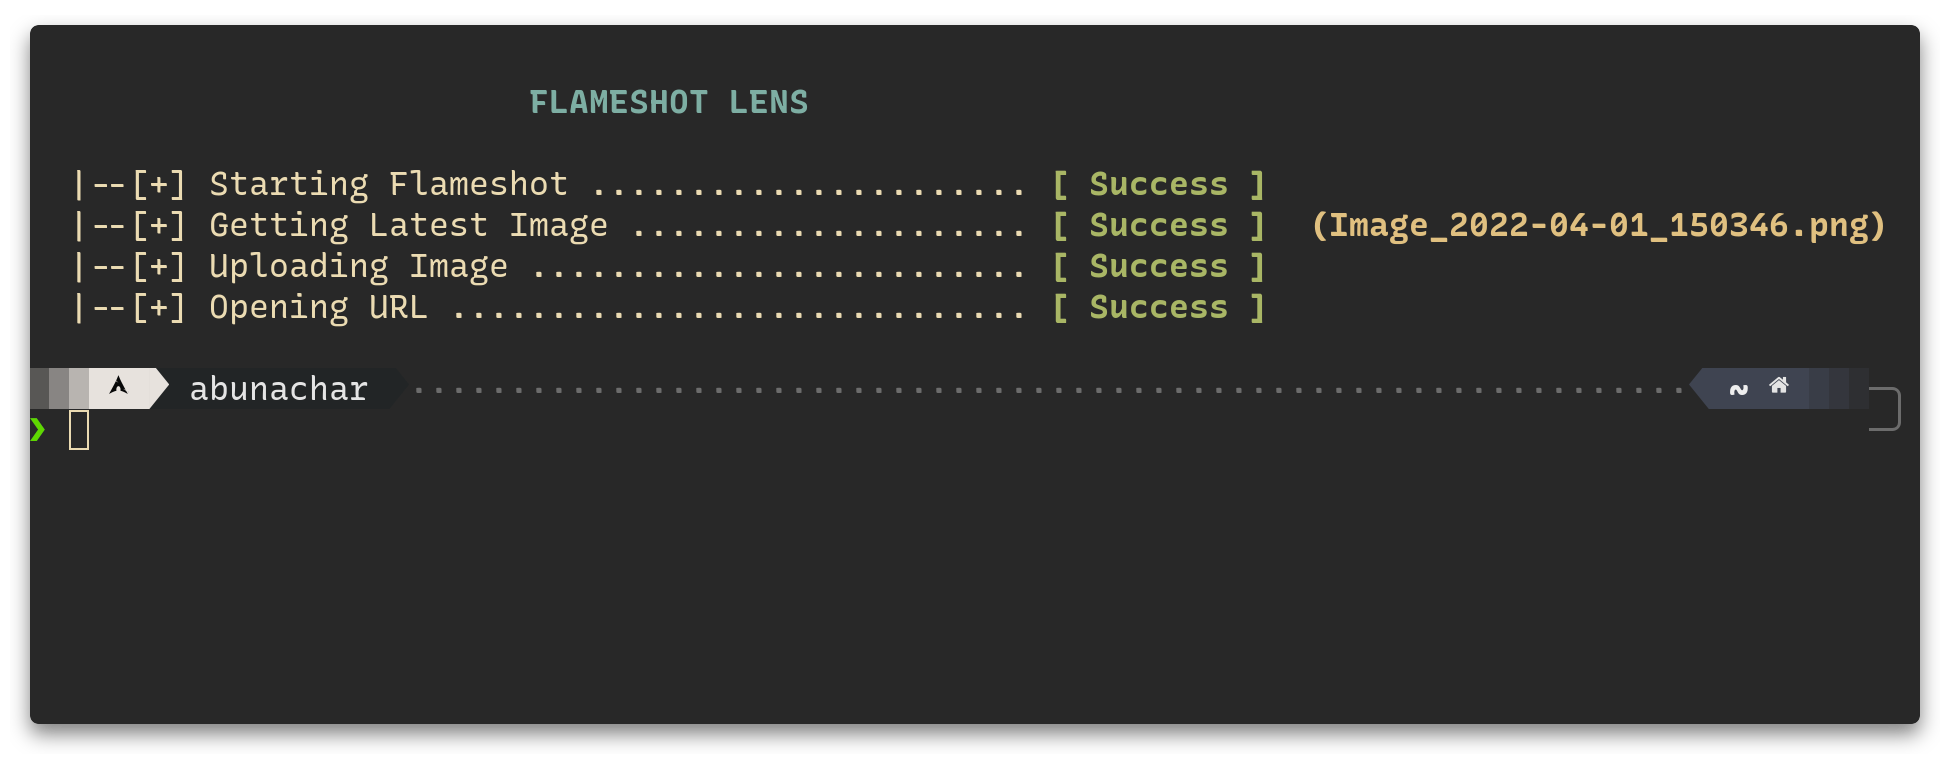 FLAMESHOT LENS
|--[+] Starting Flameshot ...................... [ Success ]
|--[+] Getting Latest Image .................... [ Success ]  (Image_2022-04-01_150346.png)
|--[+] Uploading Image ......................... [ Success ]
|--[+] Opening URL ............................. [ Success ]
abunachar ~
❯